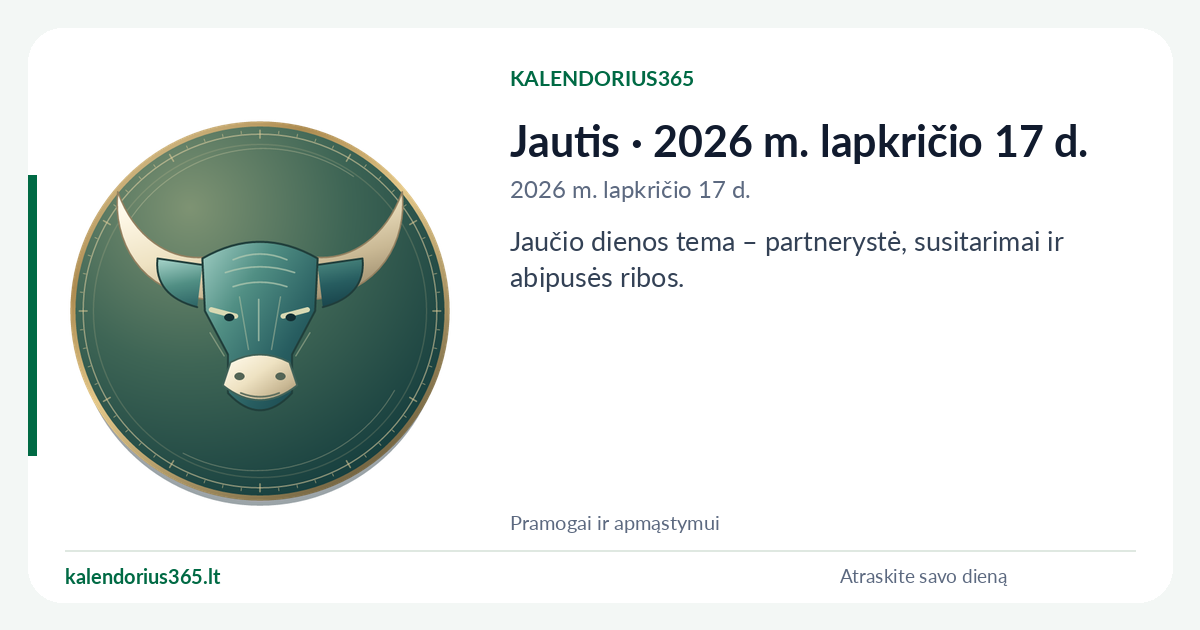 KALENDORIUS365
Jautis · 2026 m. lapkričio 17 d.
2026 m. lapkričio 17 d.
Jaučio dienos tema – partnerystė, susitarimai ir
abipusės ribos.
Pramogai ir apmąstymui
kalendorius365.lt
Atraskite savo dieną